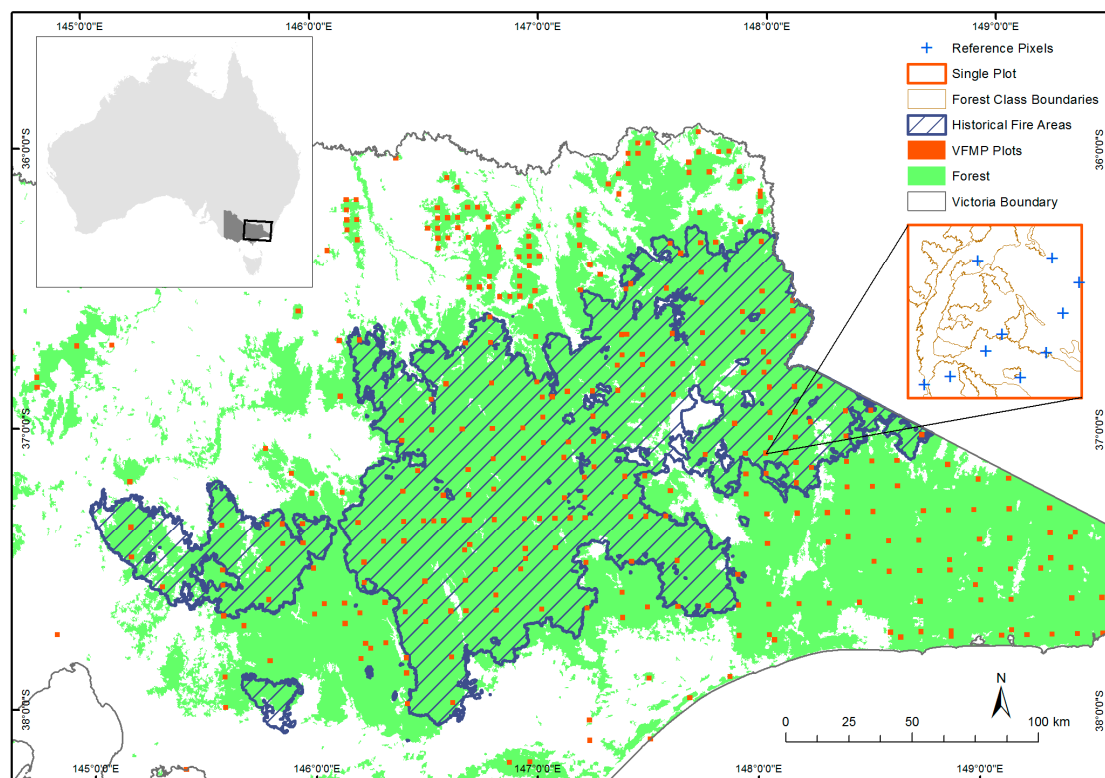 145°0'0"E 146°0'0"E 147°0'0"E 148°0'0"E 149°0'0"E
Reference Pixels
Single Plot
Forest Class Boundaries
Historical Fire Areas
VFMP Plots
Forest
Victoria Boundary
36°0'0"S 36°0'0"S
37°0'0"S 37°0'0"S
38°0'0"S 38°0'0"S
N
0 25 50 100 km
145°0'0"E 146°0'0"E 147°0'0"E 148°0'0"E 149°0'0"E